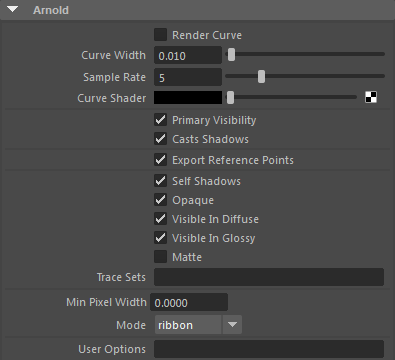 Arnold
Render Curve
Curve Width 0.010
Sample Rate 5
Curve Shader
Primary Visibility
Casts Shadows
Export Reference Points
Self Shadows
Opaque
Visible In Diffuse
Visible In Glossy
Matte
Trace Sets
Min Pixel Width 0.0000
Mode ribbon
User Options